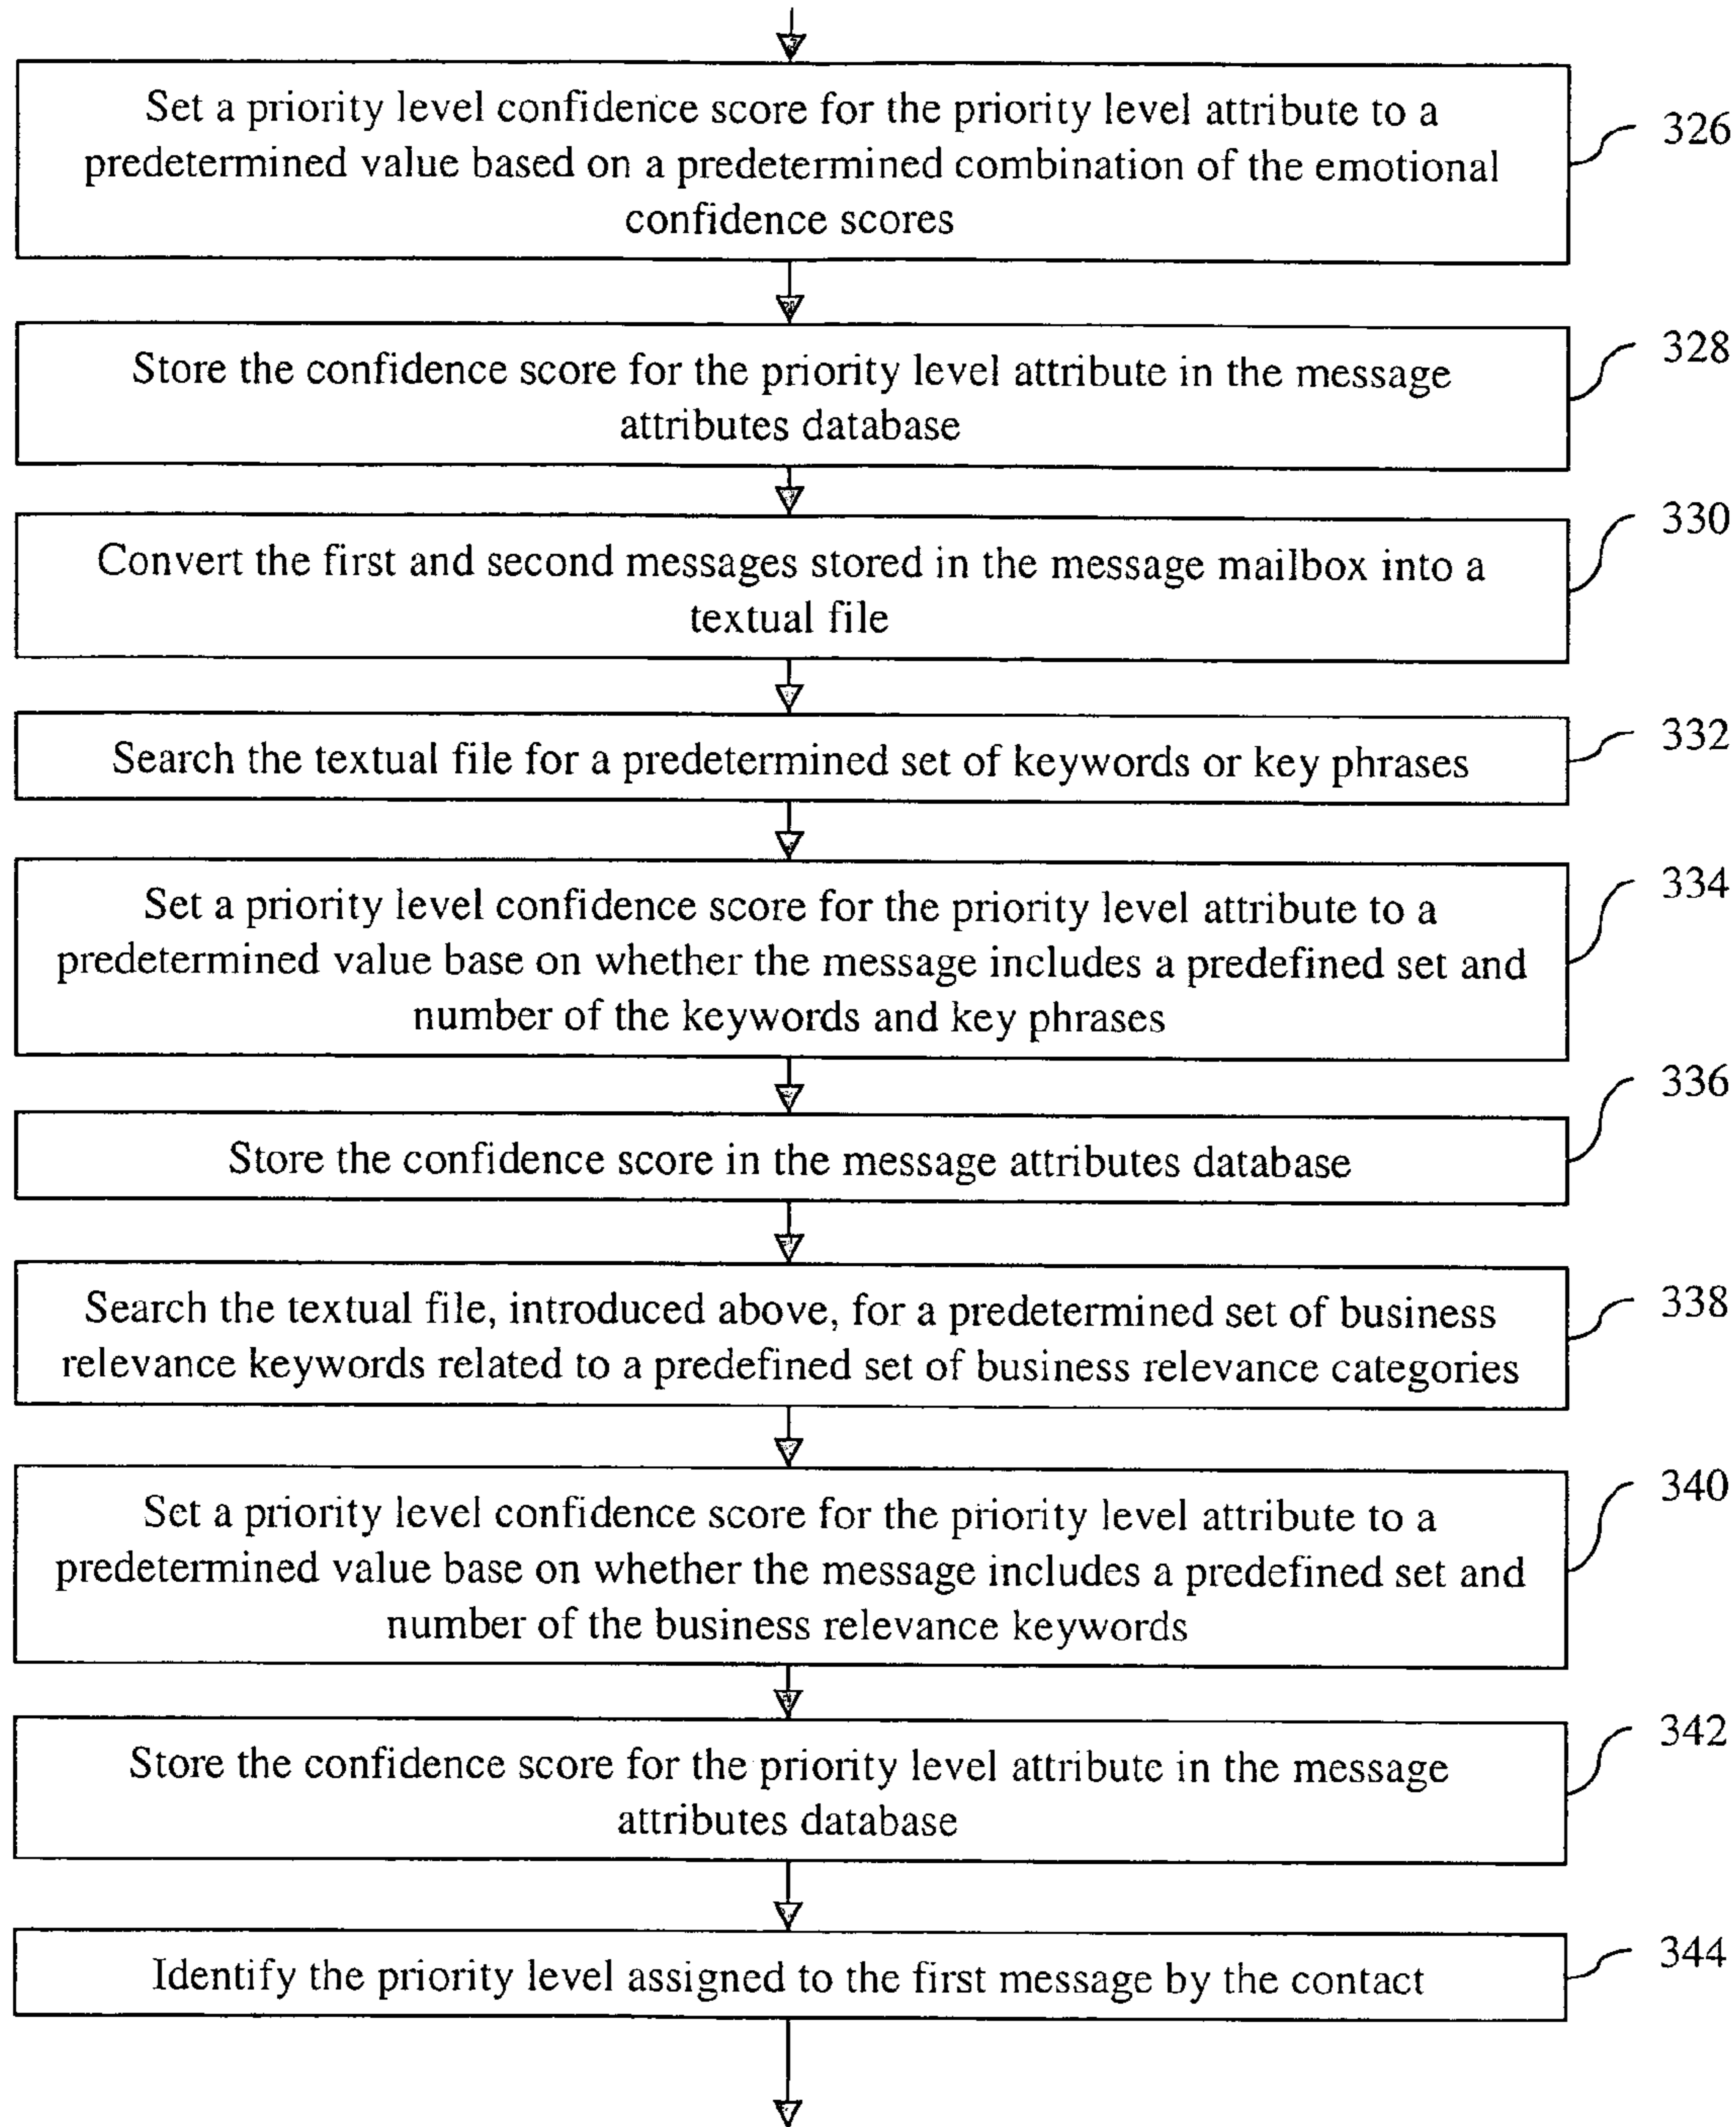 Set a priority level confidence score for the priority level attribute to a
predetermined value based on a predetermined combination of the emotional
confidence scores
326
Store the confidence score for the priority level attribute in the message
attributes database
328
Convert the first and second messages stored in the message mailbox into a
textual file
330
Search the textual file for a predetermined set of keywords or key phrases
332
Set a priority level confidence score for the priority level attribute to a
predetermined value base on whether the message includes a predefined set and
number of the keywords and key phrases
334
Store the confidence score in the message attributes database
336
Search the textual file, introduced above, for a predetermined set of business
relevance keywords related to a predefined set of business relevance categories
338
Set a priority level confidence score for the priority level attribute to a
predetermined value base on whether the message includes a predefined set and
number of the business relevance keywords
340
Store the confidence score for the priority level attribute in the message
attributes database
342
Identify the priority level assigned to the first message by the contact
344